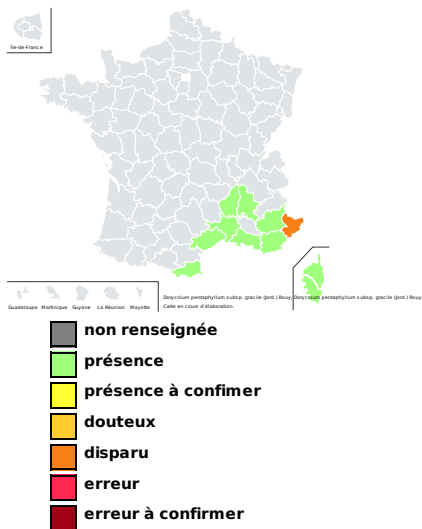 Île-de-France
Guadeloupe Martinique Guyane La Réunion Mayotte
Dorycnium pentaphyllum subsp. gracile (Jord.) Rouy, Dorycnium pentaphyllum subsp. gracile (Jord.) Rouy
Carte en cours d'élaboration.
non renseignée
présence
présence à confimer
douteux
disparu
erreur
erreur à confirmer